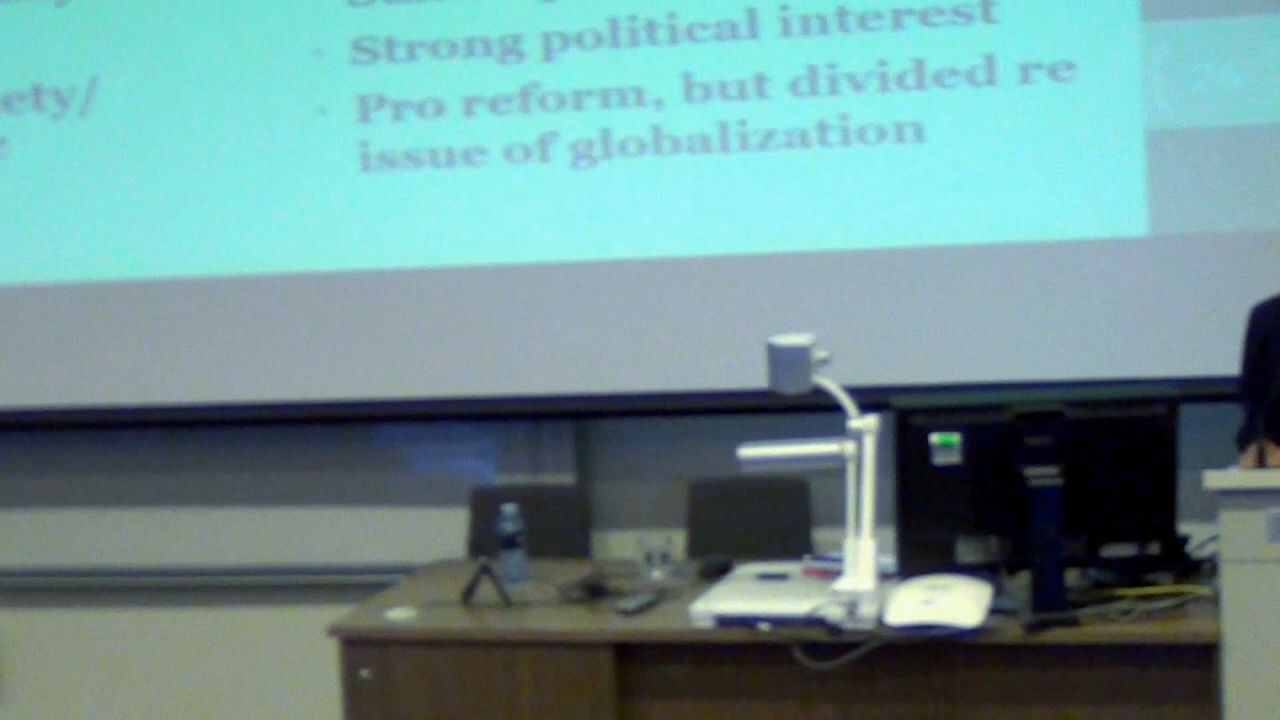 Strong political interest
ety/
Pro reform, but divided re
issue of globalization